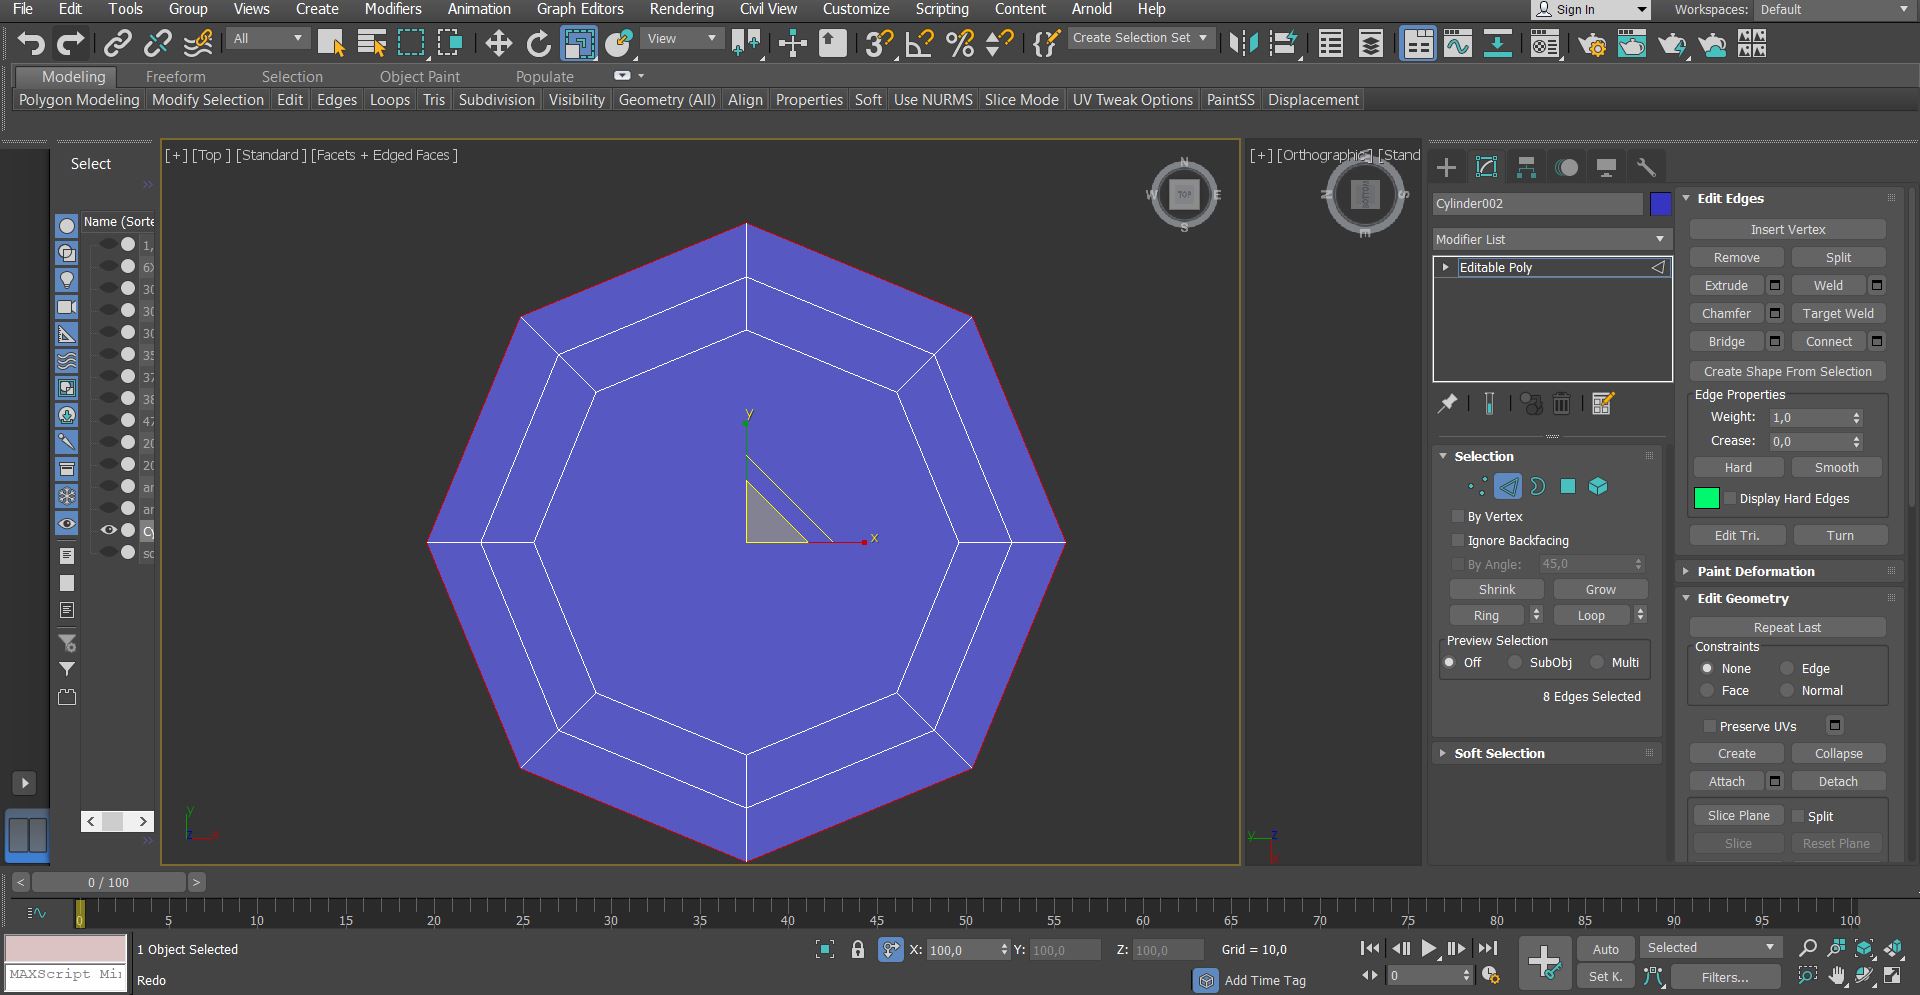 File Edit Tools Group Views Create Modifiers Animation Graph Editors Rendering Civil View Customize Scripting Content Arnold Help Sign In Workspaces: Default
All View Create Selection Set
Modeling Freeform Selection Object Paint Populate
Polygon Modeling Modify Selection Edit Edges Loops Tris Subdivision Visibility Geometry (All) Align Properties Soft Use NURMS Slice Mode UV Tweak Options PaintSS Displacement
Select
Name (Sorte
1,
6X
30
30
30
35
37
38
47
20
20
ar
ar
Cy
sc
[+] [Top ] [Standard ] [Facets + Edged Faces ]
N
W TOP E
S
y
x
y
z x
[+] [Orthographic] [Stand
N BOTTOM S
E
y z
x
Cylinder002
Modifier List
Editable Poly
Selection
By Vertex
Ignore Backfacing
By Angle: 45,0
Shrink Grow
Ring Loop
Preview Selection
Off SubObj Multi
8 Edges Selected
Soft Selection
Edit Edges
Insert Vertex
Remove Split
Extrude Weld
Chamfer Target Weld
Bridge Connect
Create Shape From Selection
Edge Properties
Weight: 1,0
Crease: 0,0
Hard Smooth
Display Hard Edges
Edit Tri. Turn
Paint Deformation
Edit Geometry
Repeat Last
Constraints
None Edge
Face Normal
Preserve UVs
Create Collapse
Attach Detach
Slice Plane Split
Slice Reset Plane
< 0 / 100 >
0 5 10 15 20 25 30 35 40 45 50 55 60 65 70 75 80 85 90 95 100
1 Object Selected X: 100,0 Y: 100,0 Z: 100,0 Grid = 10,0 Auto Selected
MAXScript Mi Redo Add Time Tag 0 Set K. Filters...